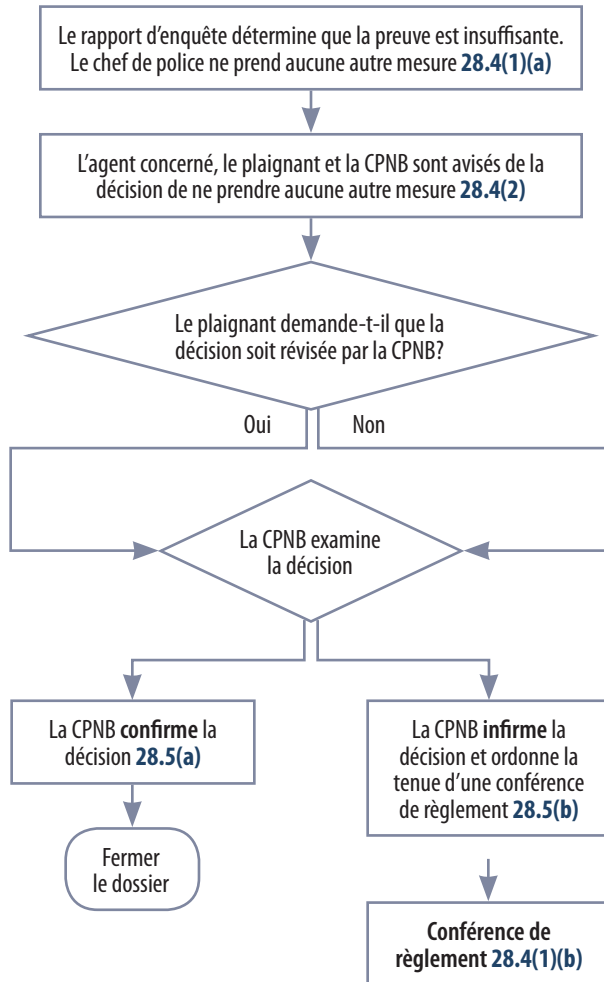 Le rapport d'enquête détermine que la preuve est insuffisante.
Le chef de police ne prend aucune autre mesure 28.4(1)(a)
L'agent concerné, le plaignant et la CPNB sont avisés de la
décision de ne prendre aucune autre mesure 28.4(2)
Le plaignant demande-t-il que la
décision soit révisée par la CPNB?
Oui
Non
La CPNB examine
la décision
La CPNB confirme la
décision 28.5(a)
La CPNB infirme la
décision et ordonne la
tenue d'une conférence
de règlement 28.5(b)
Fermer
le dossier
Conférence de
règlement 28.4(1)(b)